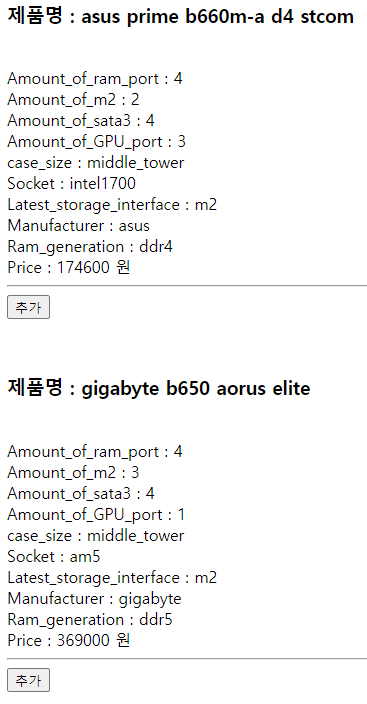 제품명 : asus prime b660m-a d4 stcom
Amount_of_ram_port : 4
Amount_of_m2 : 2
Amount_of_sata3 : 4
Amount_of_GPU_port : 3
case_size : middle_tower
Socket : intel1700
Latest_storage_interface : m2
Manufacturer : asus
Ram_generation : ddr4
Price : 174600 원
추가
제품명 : gigabyte b650 aorus elite
Amount_of_ram_port : 4
Amount_of_m2 : 3
Amount_of_sata3 : 4
Amount_of_GPU_port : 1
case_size : middle_tower
Socket : am5
Latest_storage_interface : m2
Manufacturer : gigabyte
Ram_generation : ddr5
Price : 369000 원
추가